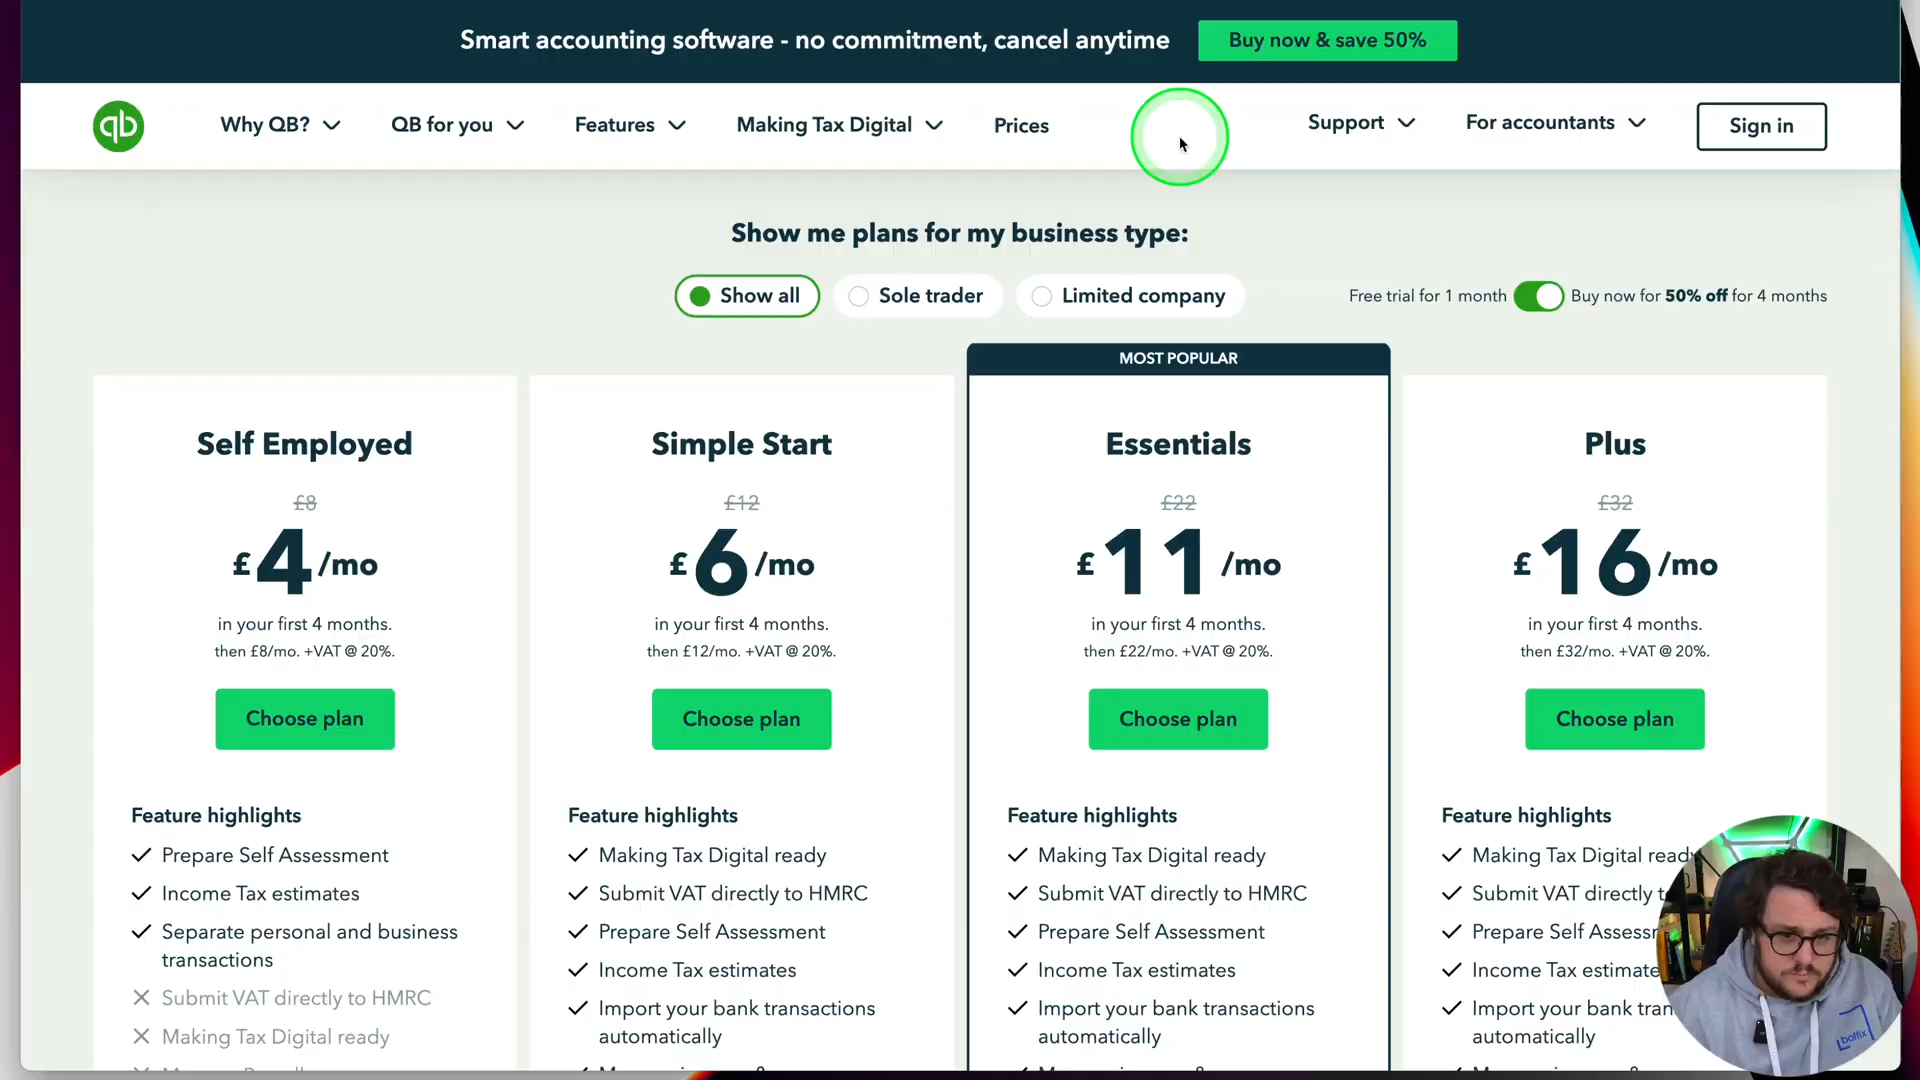 Smart accounting software - no commitment, cancel anytime
Buy now & save 50%
qb
Why QB?
QB for you
Features
Making Tax Digital
Prices
Support
For accountants
Sign in
Show me plans for my business type:
Show all
Sole trader
Limited company
Free trial for 1 month
Buy now for 50% off for 4 months
MOST POPULAR
Self Employed
£8
£4/mo
in your first 4 months.
then £8/mo. +VAT @ 20%.
Choose plan
Feature highlights
Prepare Self Assessment
Income Tax estimates
Separate personal and business
transactions
Submit VAT directly to HMRC
Making Tax Digital ready
Simple Start
£12
£6/mo
in your first 4 months.
then £12/mo. +VAT @ 20%.
Choose plan
Feature highlights
Making Tax Digital ready
Submit VAT directly to HMRC
Prepare Self Assessment
Income Tax estimates
Import your bank transactions
automatically
Essentials
£22
£11/mo
in your first 4 months.
then £22/mo. +VAT @ 20%.
Choose plan
Feature highlights
Making Tax Digital ready
Submit VAT directly to HMRC
Prepare Self Assessment
Income Tax estimates
Import your bank transactions
automatically
Plus
£32
£16/mo
in your first 4 months.
then £32/mo. +VAT @ 20%.
Choose plan
Feature highlights
Making Tax Digital ready
Submit VAT directly
Prepare Self
Income Tax
Import your bank
automatically
boffix